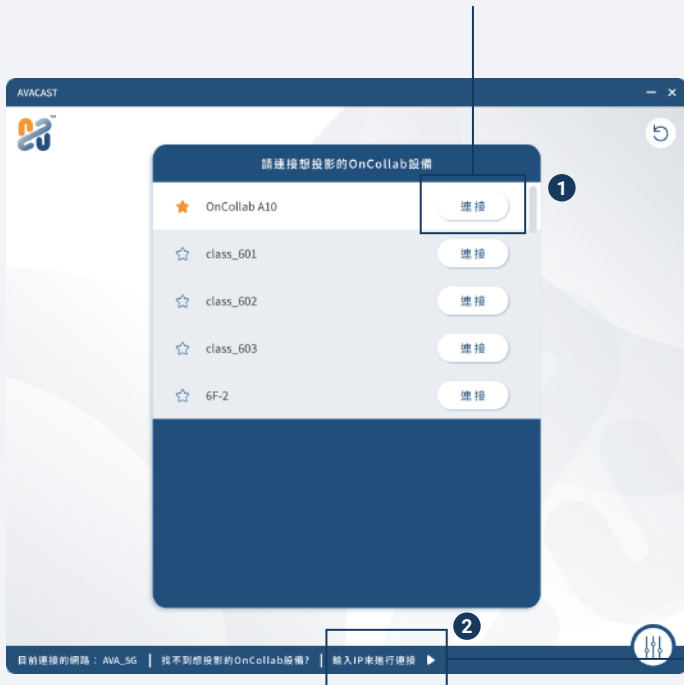 AVACAST
請連接想投影的OnCollab設備
OnCollab A10
連接
1
class_601
連接
class_602
連接
class_603
連接
6F-2
連接
2
目前連接的網路： AVA_5G | 找不到想投影的OnCollab設備? | 輸入IP來進行連接